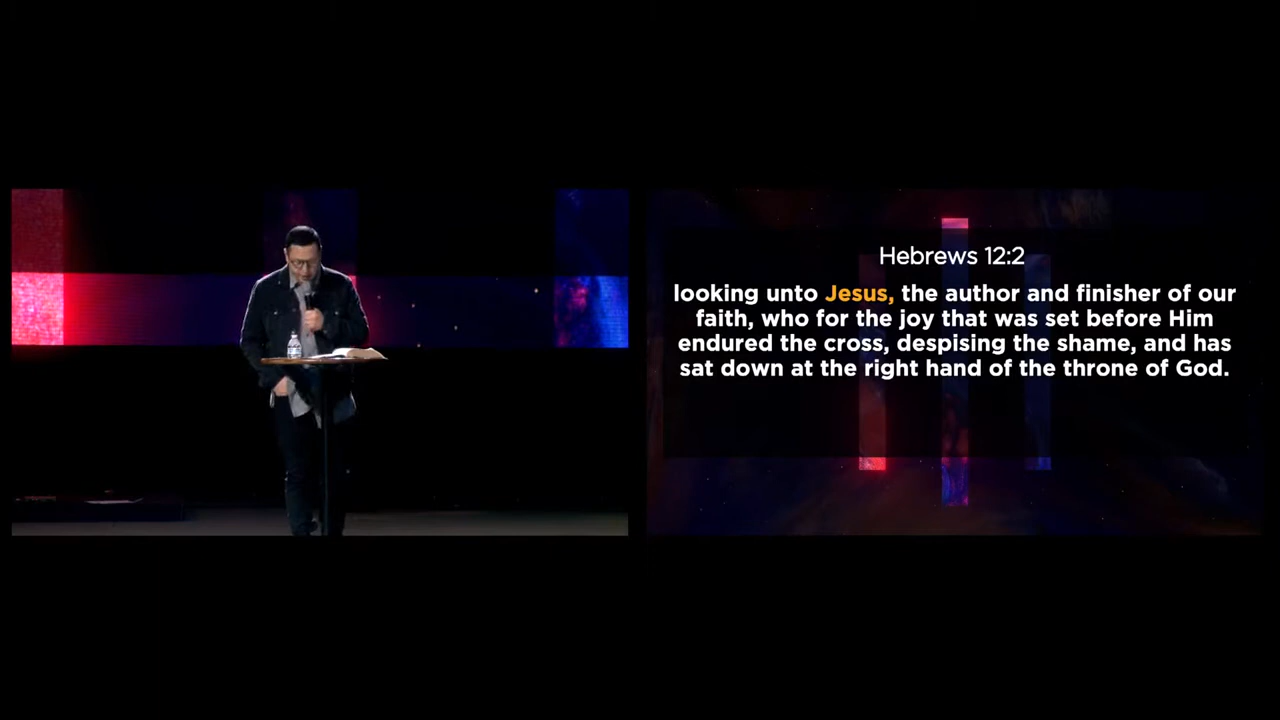 Hebrews 12:2
looking unto Jesus, the author and finisher of our
faith, who for the joy that was set before Him
endured the cross, despising the shame, and has
sat down at the right hand of the throne of God.